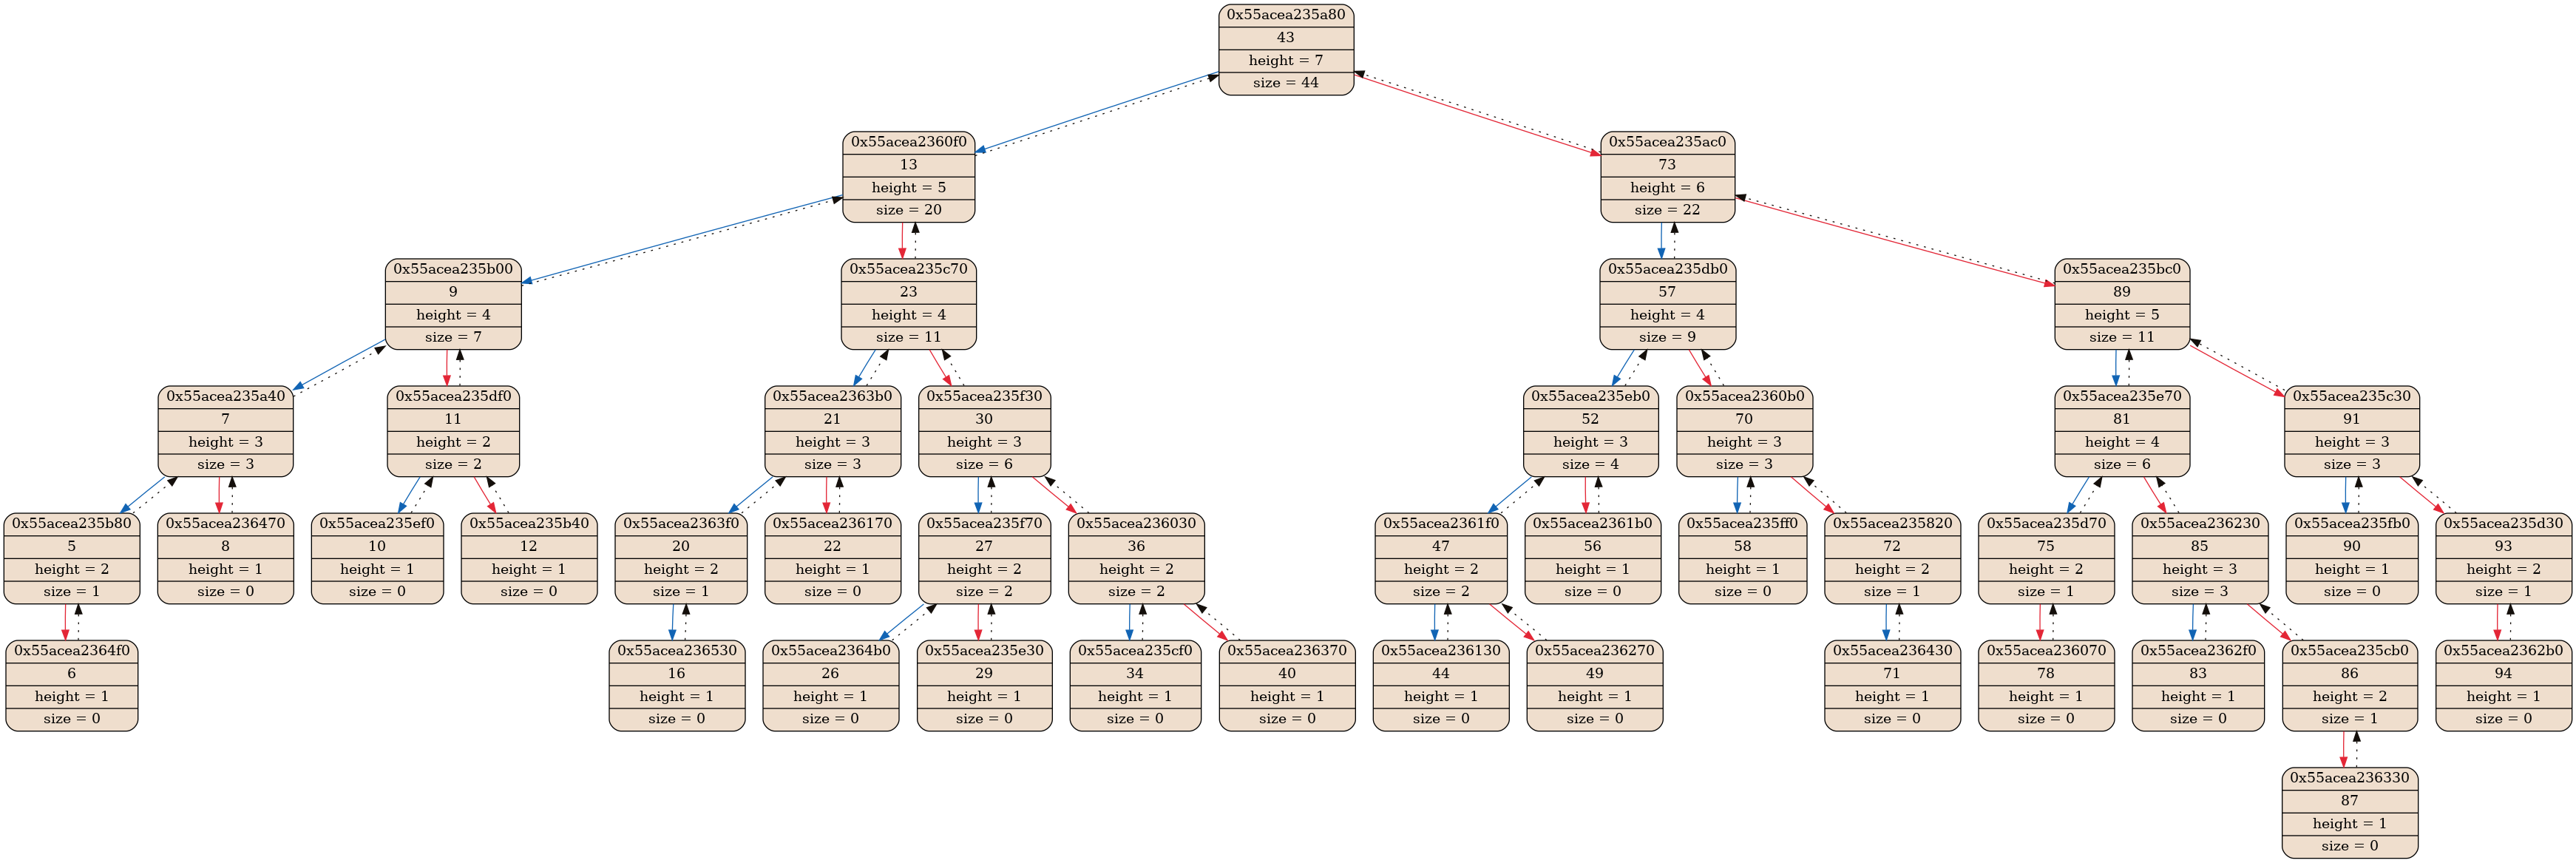 0x55acea235a80
43
height = 7
size = 44
0x55acea2360f0
13
height = 5
size = 20
0x55acea235ac0
73
height = 6
size = 22
0x55acea235b00
9
height = 4
size = 7
0x55acea235c70
23
height = 4
size = 11
0x55acea235db0
57
height = 4
size = 9
0x55acea235bc0
89
height = 5
size = 11
0x55acea235a40
7
height = 3
size = 3
0x55acea235df0
11
height = 2
size = 2
0x55acea2363b0
21
height = 3
size = 3
0x55acea235f30
30
height = 3
size = 6
0x55acea235eb0
52
height = 3
size = 4
0x55acea2360b0
70
height = 3
size = 3
0x55acea235e70
81
height = 4
size = 6
0x55acea235c30
91
height = 3
size = 3
0x55acea235b80
5
height = 2
size = 1
0x55acea236470
8
height = 1
size = 0
0x55acea235ef0
10
height = 1
size = 0
0x55acea235b40
12
height = 1
size = 0
0x55acea2363f0
20
height = 2
size = 1
0x55acea236170
22
height = 1
size = 0
0x55acea235f70
27
height = 2
size = 2
0x55acea236030
36
height = 2
size = 2
0x55acea2361f0
47
height = 2
size = 2
0x55acea2361b0
56
height = 1
size = 0
0x55acea235ff0
58
height = 1
size = 0
0x55acea235820
72
height = 2
size = 1
0x55acea235d70
75
height = 2
size = 1
0x55acea236230
85
height = 3
size = 3
0x55acea235fb0
90
height = 1
size = 0
0x55acea235d30
93
height = 2
size = 1
0x55acea2364f0
6
height = 1
size = 0
0x55acea236530
16
height = 1
size = 0
0x55acea2364b0
26
height = 1
size = 0
0x55acea235e30
29
height = 1
size = 0
0x55acea235cf0
34
height = 1
size = 0
0x55acea236370
40
height = 1
size = 0
0x55acea236130
44
height = 1
size = 0
0x55acea236270
49
height = 1
size = 0
0x55acea236430
71
height = 1
size = 0
0x55acea236070
78
height = 1
size = 0
0x55acea2362f0
83
height = 1
size = 0
0x55acea235cb0
86
height = 2
size = 1
0x55acea2362b0
94
height = 1
size = 0
0x55acea236330
87
height = 1
size = 0